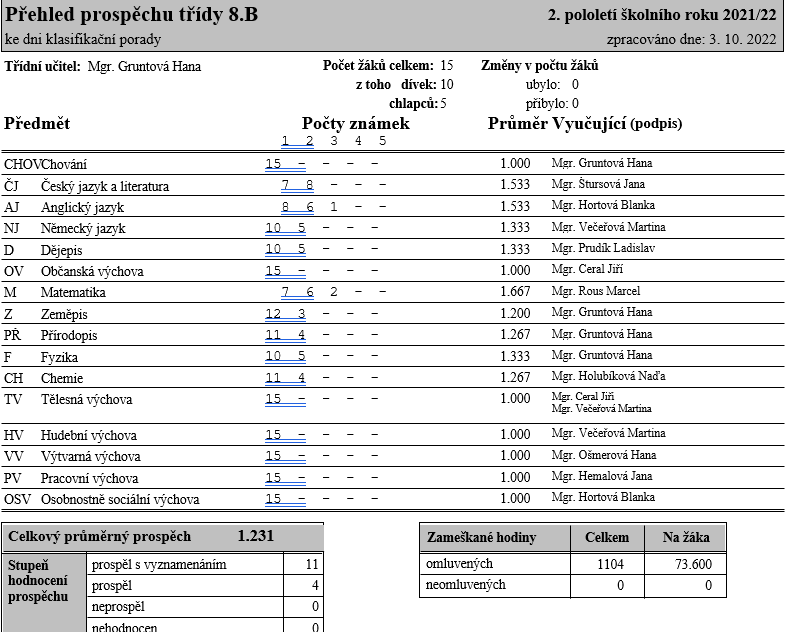 Přehled prospěchu třídy 8.B 2. pololetí školního roku 2021/22
ke dni klasifikační porady zpracováno dne: 3. 10. 2022
Třídní učitel: Mgr. Gruntová Hana Počet žáků celkem: 15 Změny v počtu žáků
z toho dívek: 10 ubylo: 0
chlapců: 5 přibylo: 0
Předmět Počty známek Průměr Vyučující (podpis)
1 2 3 4 5
CHOVChování 15 – – – – 1.000 Mgr. Gruntová Hana
ČJ Český jazyk a literatura 7 8 – – – 1.533 Mgr. Štursová Jana
AJ Anglický jazyk 8 6 1 – – 1.533 Mgr. Hortová Blanka
NJ Německý jazyk 10 5 – – – 1.333 Mgr. Večeřová Martina
D Dějepis 10 5 – – – 1.333 Mgr. Prudík Ladislav
OV Občanská výchova 15 – – – – 1.000 Mgr. Ceral Jiří
M Matematika 7 6 2 – – 1.667 Mgr. Rous Marcel
Z Zeměpis 12 3 – – – 1.200 Mgr. Gruntová Hana
PŘ Přírodopis 11 4 – – – 1.267 Mgr. Gruntová Hana
F Fyzika 10 5 – – – 1.333 Mgr. Gruntová Hana
CH Chemie 11 4 – – – 1.267 Mgr. Holubíková Naďa
TV Tělesná výchova 15 – – – – 1.000 Mgr. Ceral Jiří
Mgr. Večeřová Martina
HV Hudební výchova 15 – – – – 1.000 Mgr. Večeřová Martina
VV Výtvarná výchova 15 – – – – 1.000 Mgr. Ošmerová Hana
PV Pracovní výchova 15 – – – – 1.000 Mgr. Hemalová Jana
OSV Osobnostně sociální výchova 15 – – – – 1.000 Mgr. Hortová Blanka
Celkový průměrný prospěch 1.231 Zameškané hodiny Celkem Na žáka
Stupeň hodnocení prospěchu prospěl s vyznamenáním 11 omluvených 1104 73.600
prospěl 4 neomluvených 0 0
neprospěl 0
nehodnocen 0